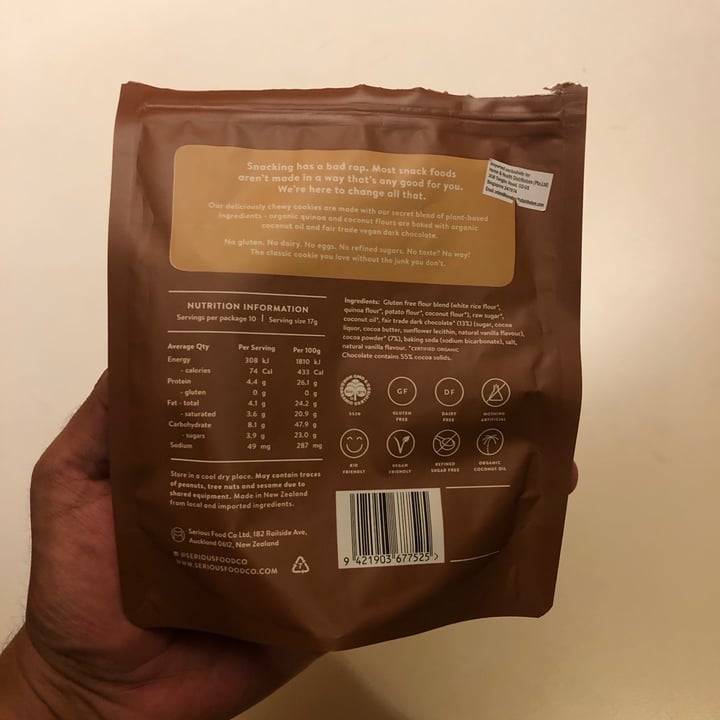 Snacking has a bad rap. Most snack foods
aren't made in a way that's any good for you.
We're here to change all that.
Our deliciously chewy cookies are made with our secret blend of plant-based
ingredients - organic quinoa and coconut flours are baked with organic
coconut oil and fair trade vegan dark chocolate.
No gluten. No dairy. No eggs. No refined sugars. No taste? No way!
The classic cookie you love without the junk you don't.
Imported exclusively by:
Health Distributors (Pte.Ltd)
Singapore
NUTRITION INFORMATION
Servings per package 10 | Serving size 17g
Average Qty Per Serving Per 100g
Energy 308 kJ 1810 kJ
- calories 74 Cal 433 Cal
Protein 4.4 g 26.1 g
- gluten 0 g 0 g
Fat - total 4.1 g 24.2 g
- saturated 3.6 g 20.9 g
Carbohydrate 8.1 g 47.9 g
- sugars 3.9 g 23.0 g
Sodium 49 mg 287 mg
Store in a cool dry place. May contain traces
of peanuts, tree nuts and sesame due to
shared equipment. Made in New Zealand
from local and imported ingredients.
Serious Food Co Ltd, 182 Railside Ave,
Auckland 0612, New Zealand
@SERIOUSFOODCO
WWW.SERIOUSFOODCO.COM
7
Ingredients: Gluten free flour blend (white rice flour*,
quinoa flour*, potato flour*, coconut flour*), raw sugar*,
coconut oil*, fair trade dark chocolate* (13%) (sugar, cocoa
liquor, cocoa butter, sunflower lecithin, natural vanilla flavour),
cocoa powder* (7%), baking soda (sodium bicarbonate), salt,
natural vanilla flavour. *CERTIFIED ORGANIC
Chocolate contains 55% cocoa solids.
GF DF
5529 GLUTEN FREE DAIRY FREE NOTHING ARTIFICIAL
KID FRIENDLY VEGAN FRIENDLY REFINED SUGAR FREE ORGANIC COCONUT OIL
9 421903 677525 >